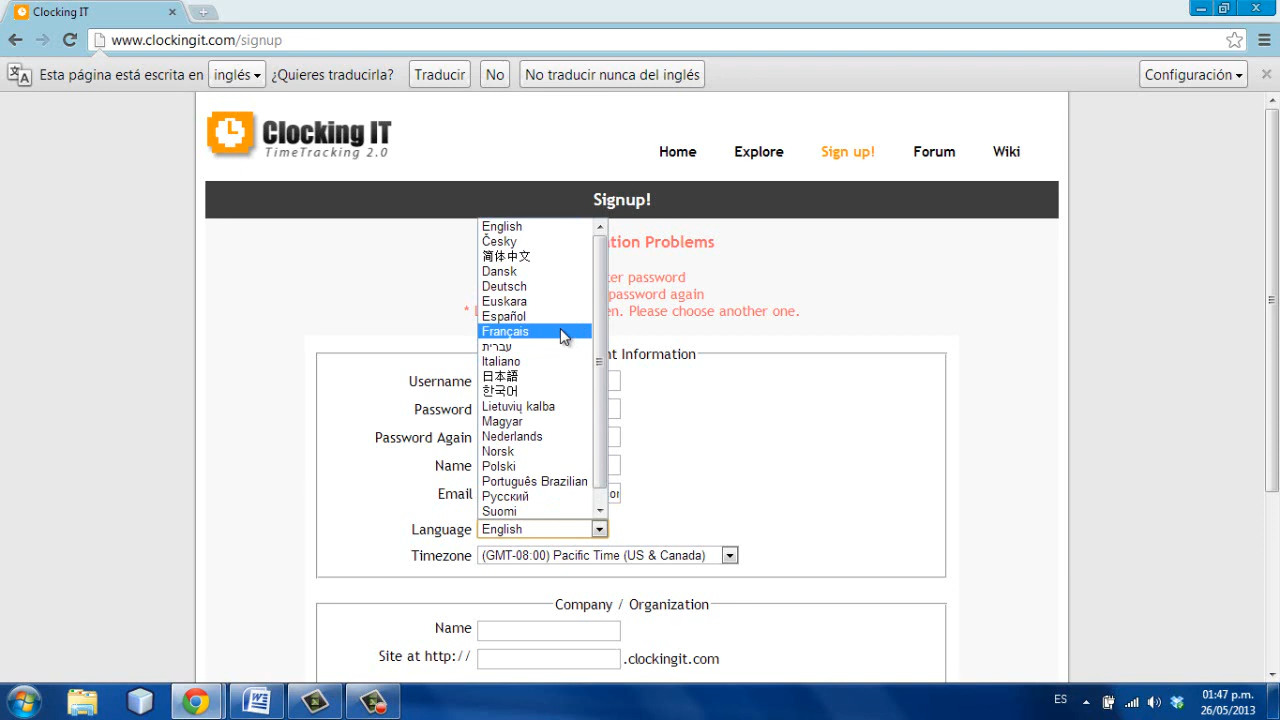 Clocking IT
www.clockingit.com/signup
Esta página está escrita en inglés ¿Quieres traducirla? Traducir No No traducir nunca del inglés Configuración
Clocking IT
TimeTracking 2.0
Home Explore Sign up! Forum Wiki
Signup!
Problems
password
password again
Please choose another one.
Information
Username
Password
Password Again
Name
Email
English
Česky
简体中文
Dansk
Deutsch
Euskara
Español
Français
עברית
Italiano
日本語
한국어
Lietuvių kalba
Magyar
Nederlands
Norsk
Polski
Português Brazilian
Русский
Suomi
Language English
Timezone (GMT-08:00) Pacific Time (US & Canada)
Company / Organization
Name
Site at http:// .clockingit.com
ES
01:47 p.m.
26/05/2013